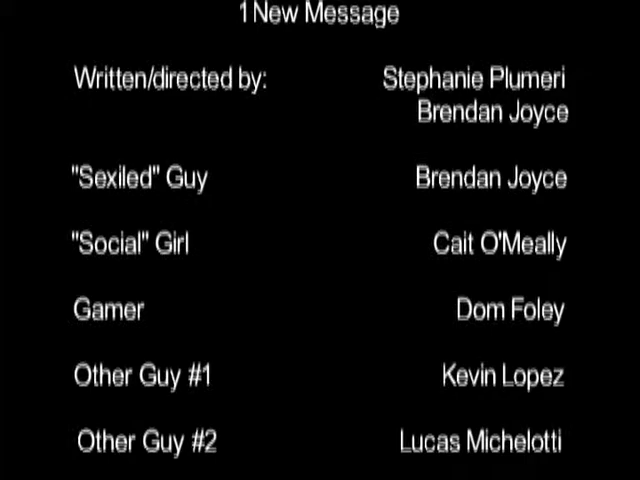 1 New Message
Written/directed by: Stephanie Plumeri
Brendan Joyce
"Sexiled" Guy Brendan Joyce
"Social" Girl Cait O'Meally
Gamer Dom Foley
Other Guy #1 Kevin Lopez
Other Guy #2 Lucas Michelotti